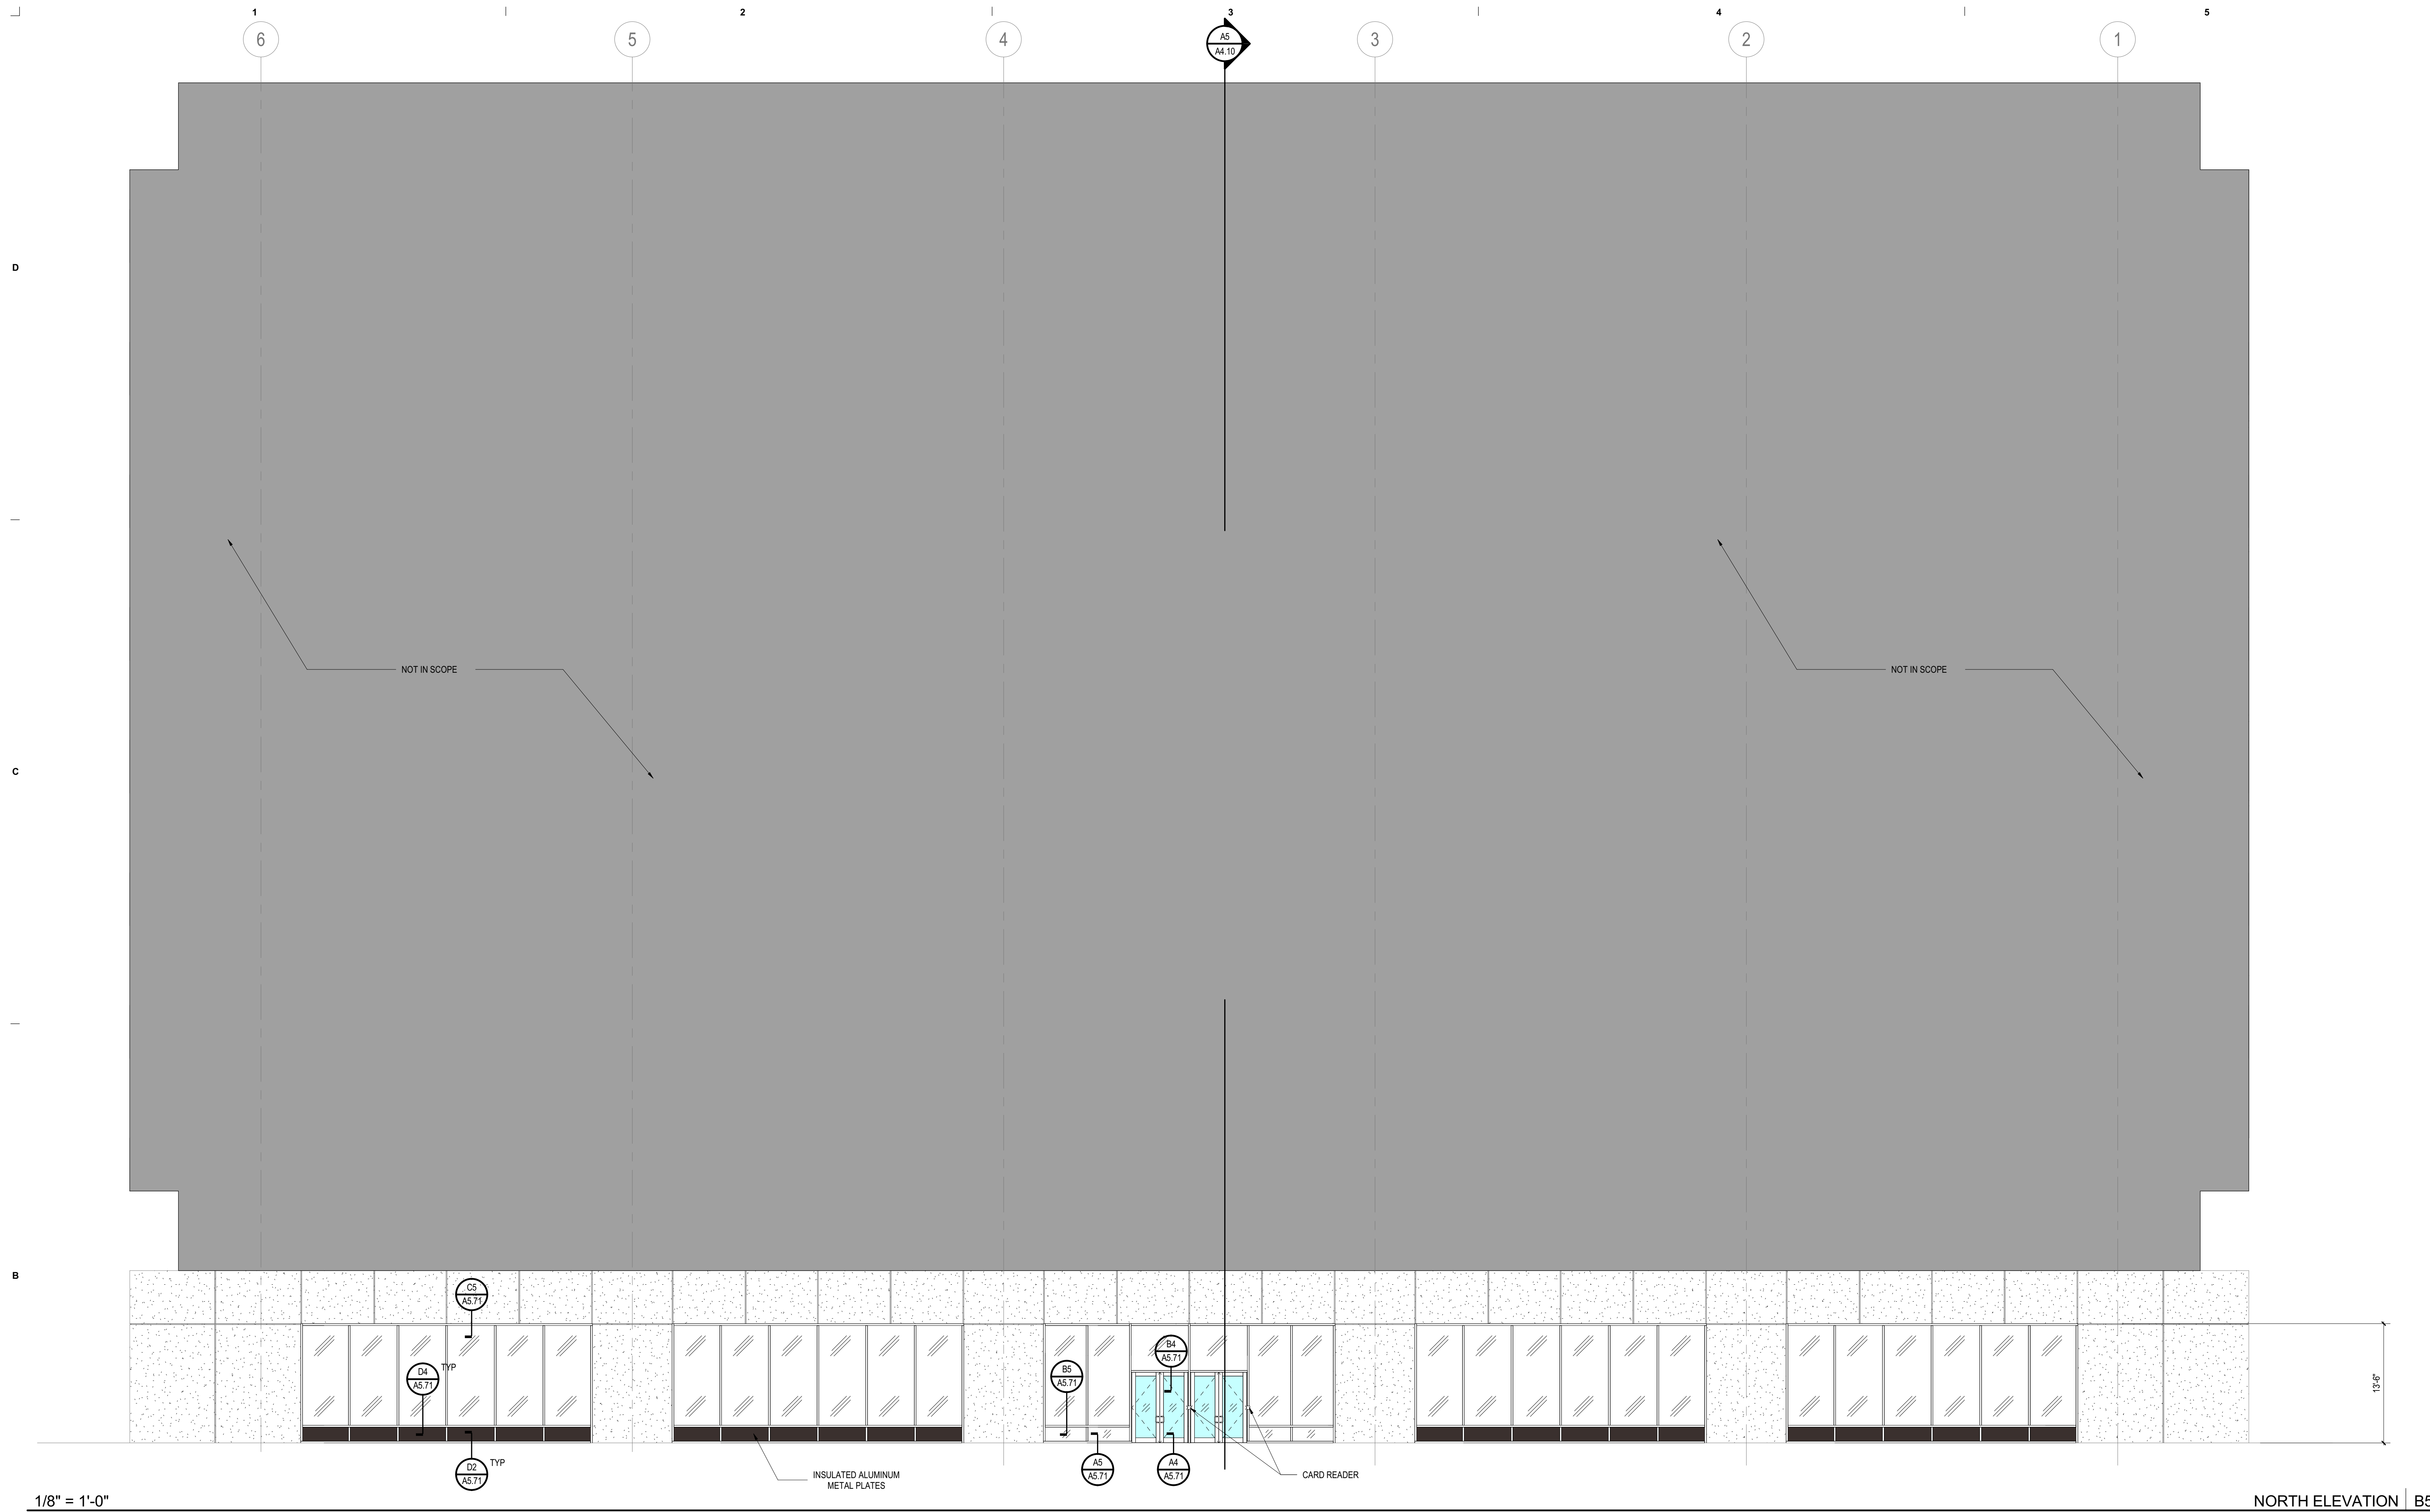 1 2 3 4 5
6 5 4 A5 3 2 1
A4.10
D
NOT IN SCOPE NOT IN SCOPE
C
B
C5
A5.71
B4
A5.71
D4 TYP
A5.71
B5
A5.71
13'-6"
D2 TYP
A5.71
A5
A5.71
A4
A5.71
INSULATED ALUMINUM
METAL PLATES
CARD READER
1/8" = 1'-0"
NORTH ELEVATION B5